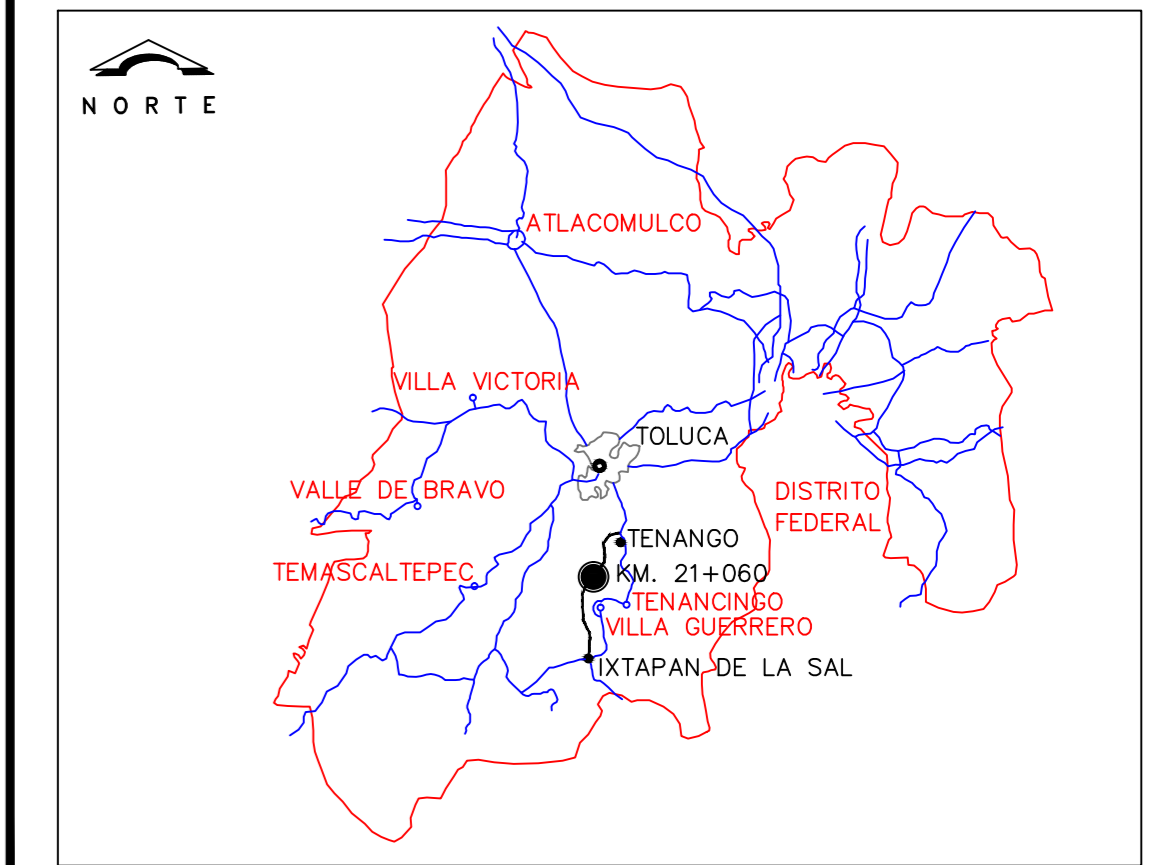 NORTE
ATLACOMULCO
VILLA VICTORIA
TOLUCA
VALLE DE BRAVO
DISTRITO
FEDERAL
TENANGO
TEMASCALTEPEC
KM. 21+060
TENANCINGO
VILLA GUERRERO
IXTAPAN DE LA SAL